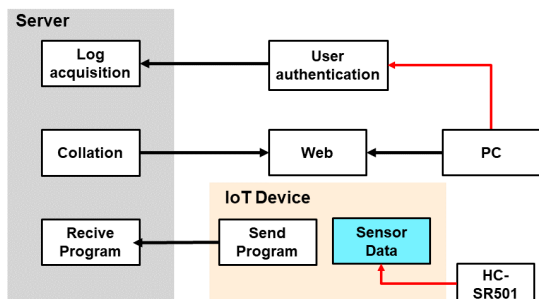 Server
Log
acquisition
User
authentication
Collation
Web
PC
IoT Device
Recive
Program
Send
Program
Sensor
Data
HC-
SR501